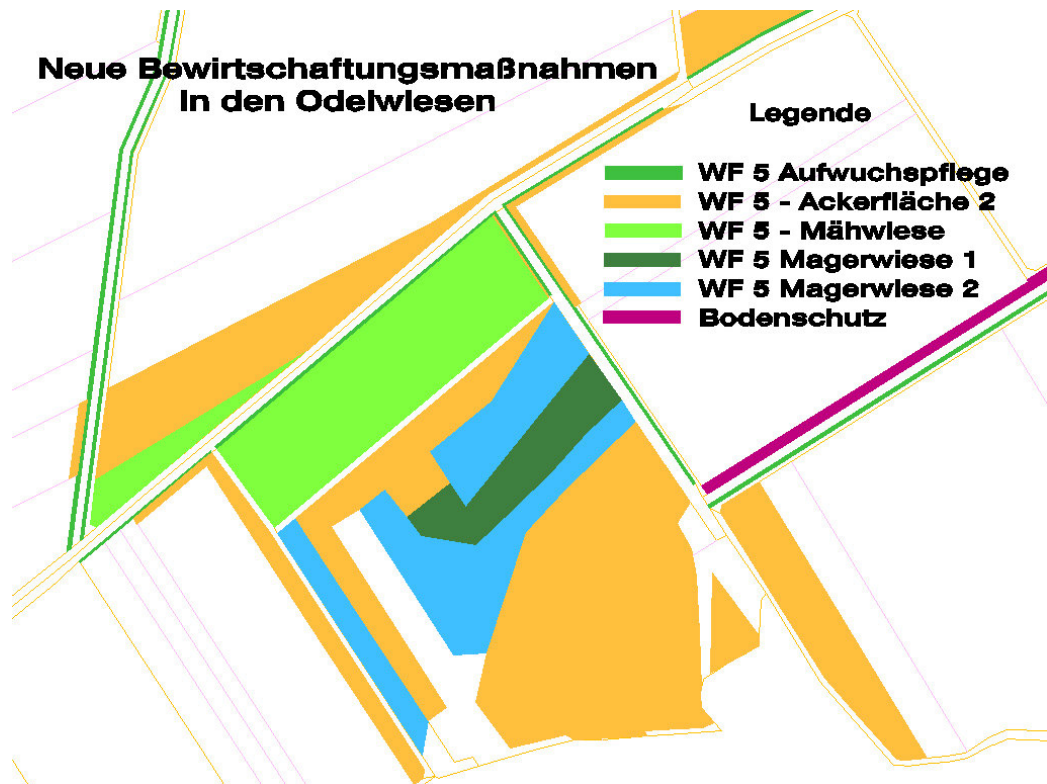 Neue Bewirtschaftungsmaßnahmen
In den Odelwiesen
Legende
WF 5 Aufwuchspflege
WF 5 - Ackerfläche 2
WF 5 - Mähwiese
WF 5 Magerwiese 1
WF 5 Magerwiese 2
Bodenschutz